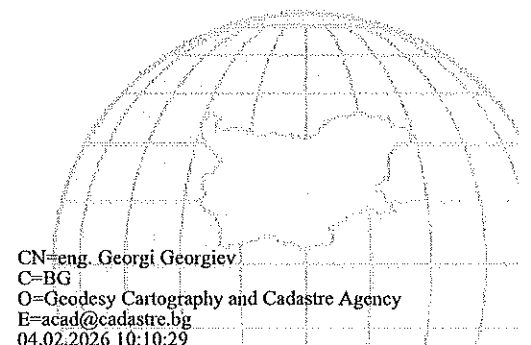 CN=eng. Georgi Georgiev
C=BG
O=Geodesy Cartography and Cadastre Agency
E=acad@cadastre.bg
04.02.2026 10:10:29